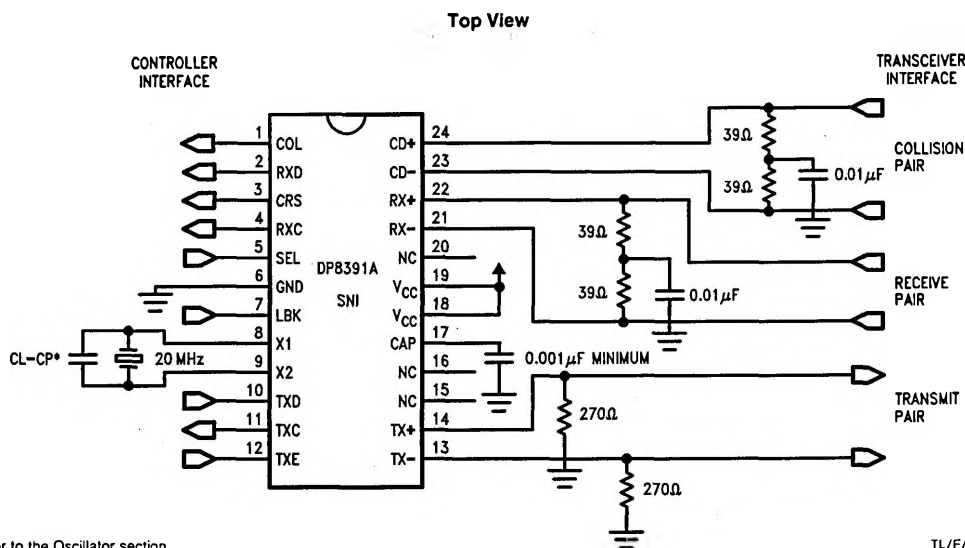 Top View
CONTROLLER
INTERFACE
TRANSCEIVER
INTERFACE
1 COL
2 RXD
3 CRS
4 RXC
5 SEL
6 GND
7 LBK
8 X1
9 X2
10 TXD
11 TXC
12 TXE
DP8391A
SNI
CD+ 24
CD- 23
RX+ 22
RX- 21
NC 20
VCC 19
VCC 18
CAP 17
NC 16
NC 15
TX+ 14
TX- 13
CL-CP*
20 MHz
39Ω
39Ω
0.01μF
COLLISION
PAIR
39Ω
39Ω
0.01μF
RECEIVE
PAIR
0.001μF MINIMUM
270Ω
270Ω
TRANSMIT
PAIR
er to the Oscillator section
TL/F/